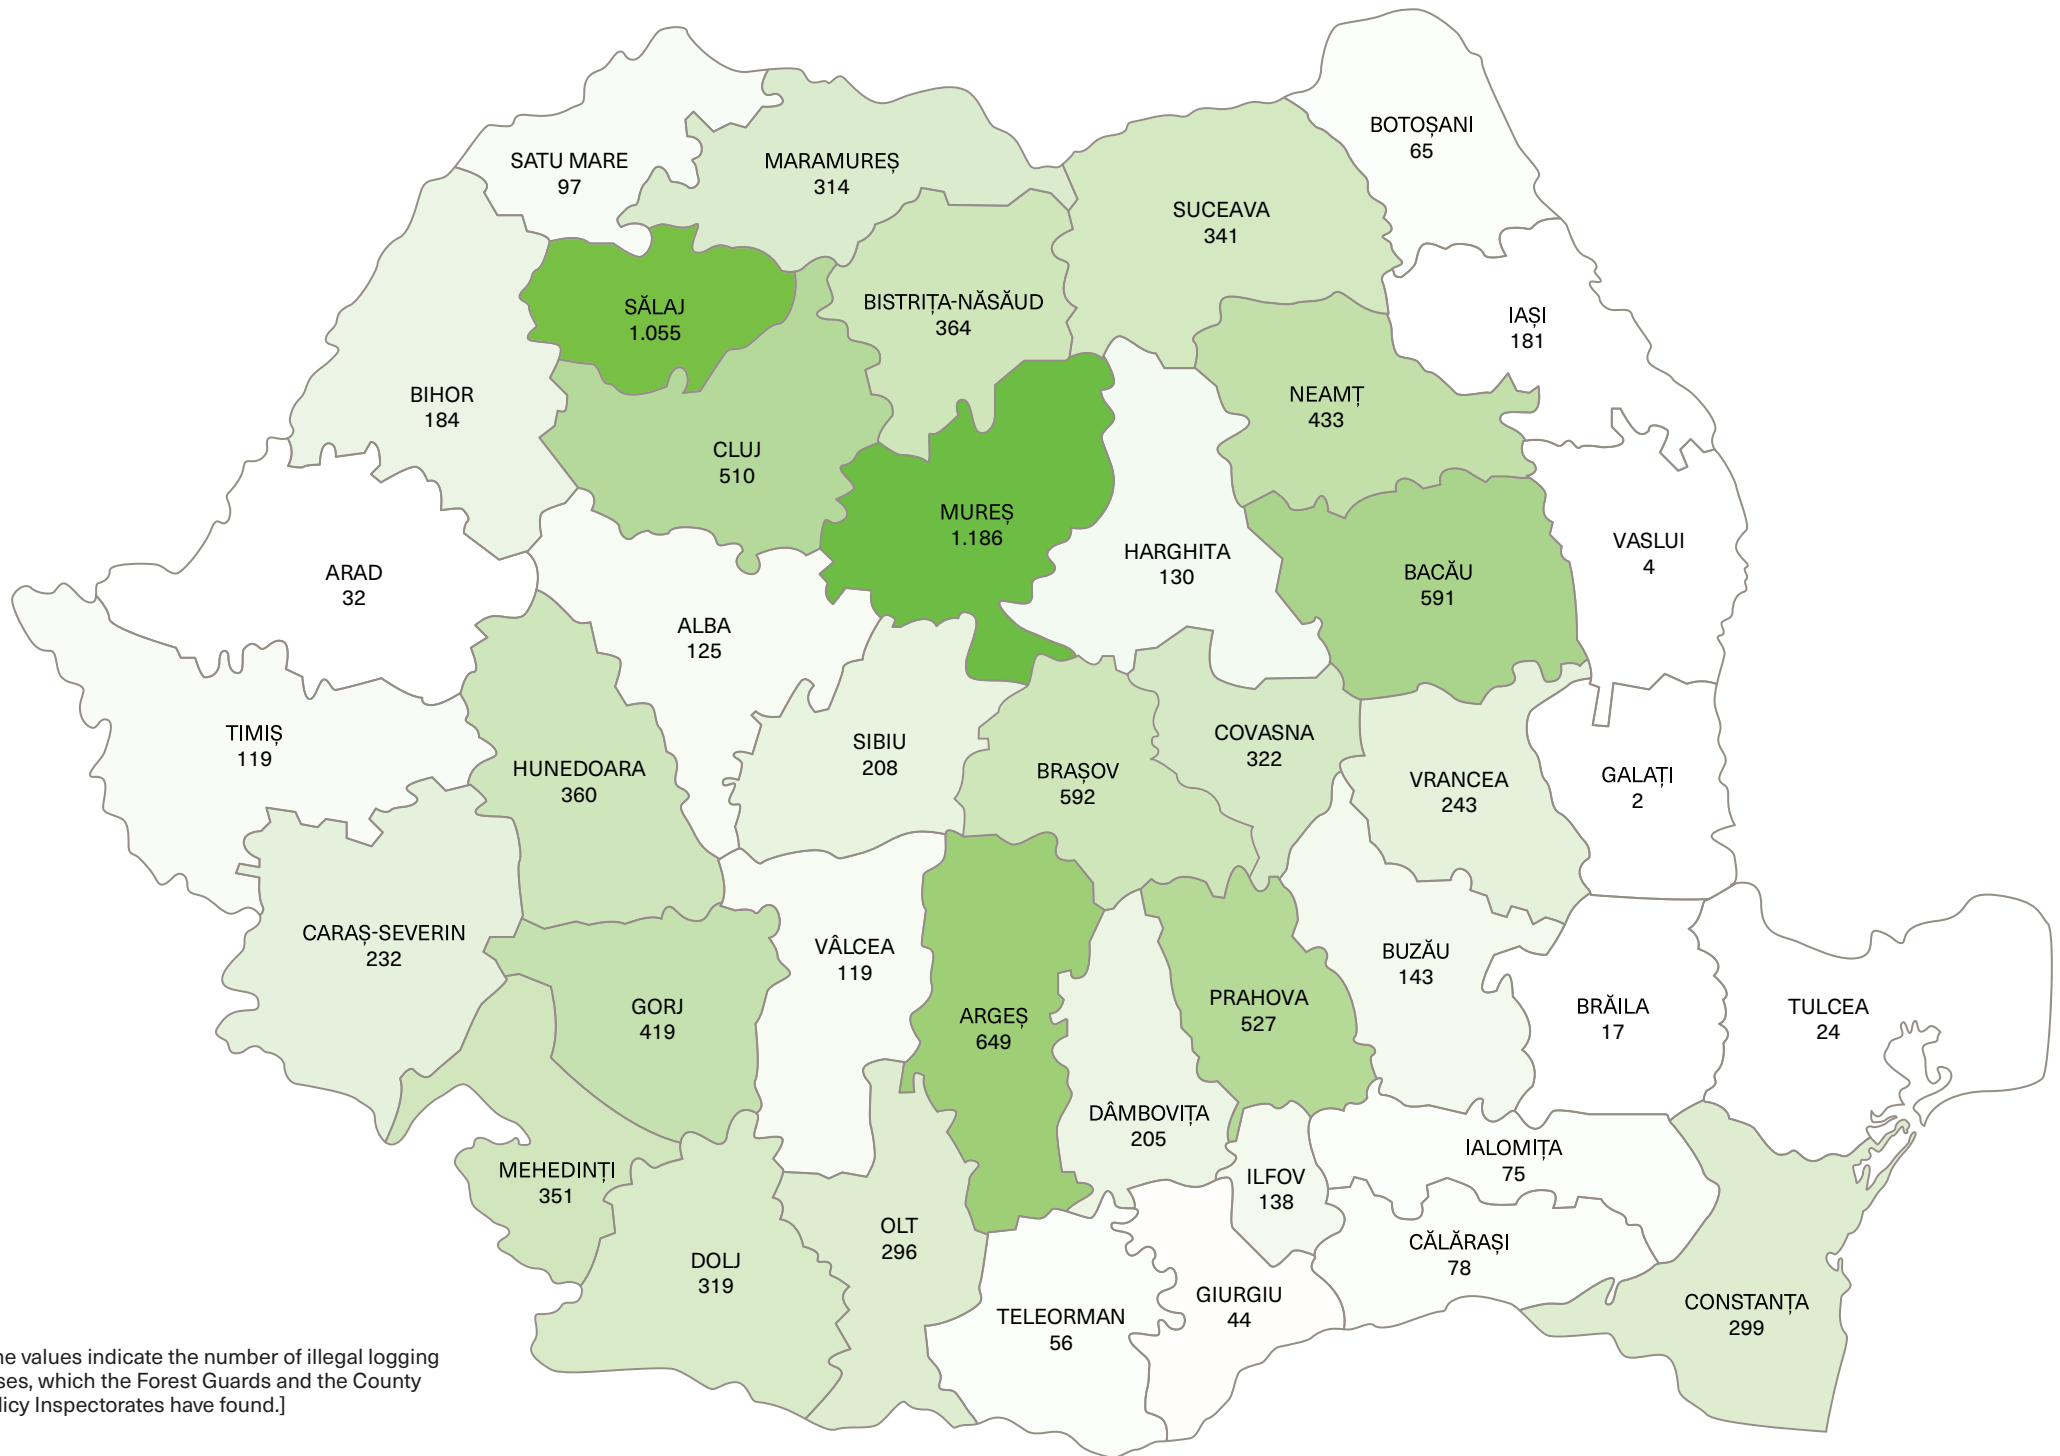 BOTOȘANI
65
SATU MARE
97
MARAMUREȘ
314
SUCEAVA
341
SĂLAJ
1.055
BISTRIȚA-NĂSĂUD
364
IAȘI
181
BIHOR
184
NEAMȚ
433
CLUJ
510
MUREȘ
1.186
HARGHITA
130
VASLUI
4
ARAD
32
BACĂU
591
ALBA
125
TIMIȘ
119
SIBIU
208
COVASNA
322
HUNEDOARA
360
BRAȘOV
592
VRANCEA
243
GALAȚI
2
CARAȘ-SEVERIN
232
VÂLCEA
119
BUZĂU
143
GORJ
419
ARGEȘ
649
PRAHOVA
527
BRĂILA
17
TULCEA
24
DÂMBOVIȚA
205
IALOMIȚA
75
MEHEDINȚI
351
ILFOV
138
OLT
296
CĂLĂRAȘI
78
DOLJ
319
GIURGIU
44
CONSTANȚA
299
TELEORMAN
56
values indicate the number of illegal logging
which the Forest Guards and the County
Inspectorates have found.]